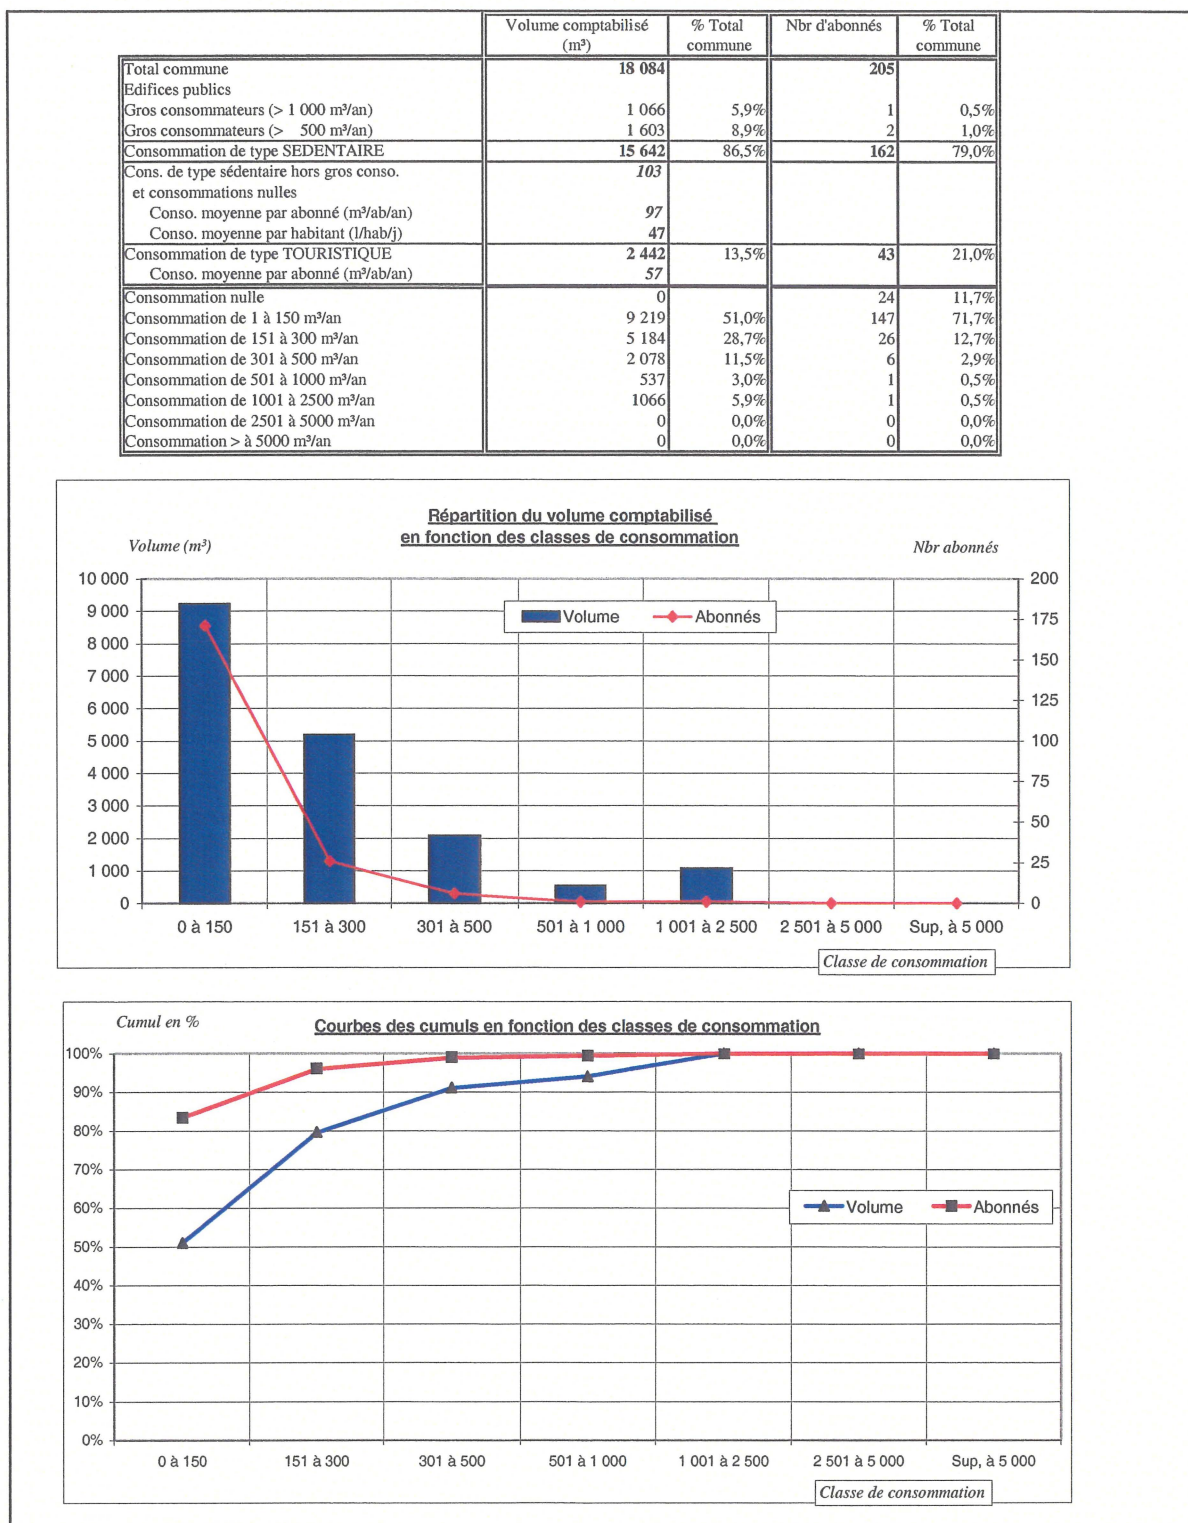 Volume comptabilisé (m³) % Total commune Nbr d'abonnés % Total commune
Total commune 18 084 205
Edifices publics
Gros consommateurs (> 1 000 m³/an) 1 066 5,9% 1 0,5%
Gros consommateurs (> 500 m³/an) 1 603 8,9% 2 1,0%
Consommation de type SEDENTAIRE 15 642 86,5% 162 79,0%
Cons. de type sédentaire hors gros conso. 103
et consommations nulles
Conso. moyenne par abonné (m³/ab/an) 97
Conso. moyenne par habitant (l/hab/j) 47
Consommation de type TOURISTIQUE 2 442 13,5% 43 21,0%
Conso. moyenne par abonné (m³/ab/an) 57
Consommation nulle 0 24 11,7%
Consommation de 1 à 150 m³/an 9 219 51,0% 147 71,7%
Consommation de 151 à 300 m³/an 5 184 28,7% 26 12,7%
Consommation de 301 à 500 m³/an 2 078 11,5% 6 2,9%
Consommation de 501 à 1000 m³/an 537 3,0% 1 0,5%
Consommation de 1001 à 2500 m³/an 1066 5,9% 1 0,5%
Consommation de 2501 à 5000 m³/an 0 0,0% 0 0,0%
Consommation > à 5000 m³/an 0 0,0% 0 0,0%
Répartition du volume comptabilisé
en fonction des classes de consommation
Volume (m³) Nbr abonnés
10 000 200
9 000 175
8 000 150
7 000 125
6 000
5 000 100
4 000 75
3 000
2 000 50
1 000 25
0 0
Volume Abonnés
0 à 150 151 à 300 301 à 500 501 à 1 000 1 001 à 2 500 2 501 à 5 000 Sup, à 5 000
Classe de consommation
Cumul en %
Courbes des cumuls en fonction des classes de consommation
100%
90%
80%
70%
60%
50%
40%
30%
20%
10%
0%
Volume Abonnés
0 à 150 151 à 300 301 à 500 501 à 1 000 1 001 à 2 500 2 501 à 5 000 Sup, à 5 000
Classe de consommation